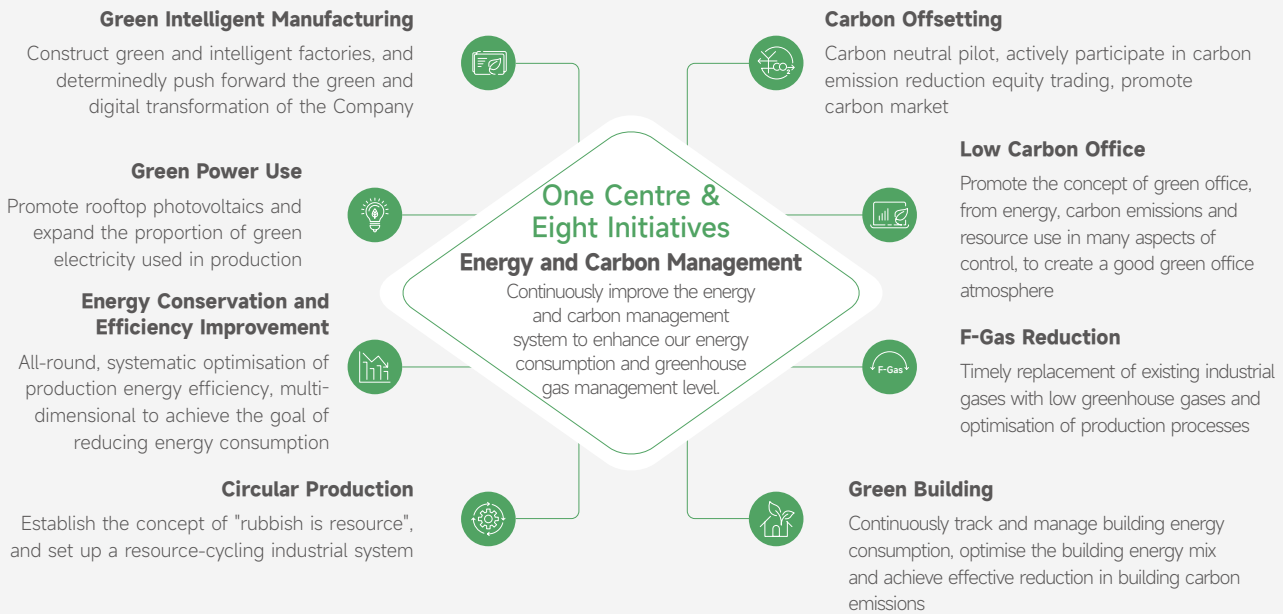 Green Intelligent Manufacturing
Construct green and intelligent factories, and
determinedly push forward the green and
digital transformation of the Company
Green Power Use
Promote rooftop photovoltaics and
expand the proportion of green
electricity used in production
Energy Conservation and
Efficiency Improvement
All-round, systematic optimisation of
production energy efficiency, multi-
dimensional to achieve the goal of
reducing energy consumption
Circular Production
Establish the concept of "rubbish is resource",
and set up a resource-cycling industrial system
One Centre &
Eight Initiatives
Energy and Carbon Management
Continuously improve the energy
and carbon management
system to enhance our energy
consumption and greenhouse
gas management level.
Carbon Offsetting
Carbon neutral pilot, actively participate in carbon
emission reduction equity trading, promote
carbon market
Low Carbon Office
Promote the concept of green office,
from energy, carbon emissions and
resource use in many aspects of
control, to create a good green office
atmosphere
F-Gas
F-Gas Reduction
Timely replacement of existing industrial
gases with low greenhouse gases and
optimisation of production processes
Green Building
Continuously track and manage building energy
consumption, optimise the building energy mix
and achieve effective reduction in building carbon
emissions